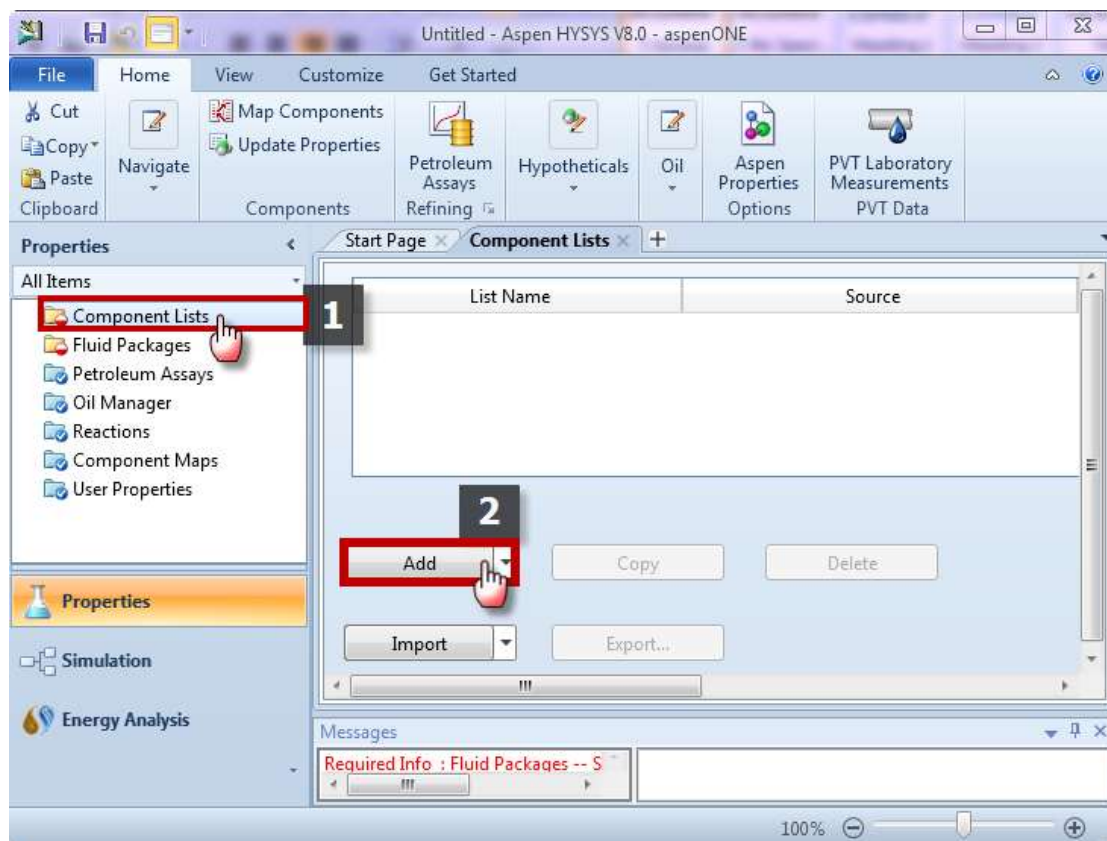 Untitled - Aspen HYSYS V8.0 - aspenONE
File Home View Customize Get Started
Cut
Copy
Paste
Clipboard
Navigate
Map Components
Update Properties
Components
Petroleum
Assays
Refining
Hypotheticals
Oil
Aspen
Properties
Options
PVT Laboratory
Measurements
PVT Data
Properties
All Items
Component Lists
Fluid Packages
Petroleum Assays
Oil Manager
Reactions
Component Maps
User Properties
Properties
Simulation
Energy Analysis
Start Page Component Lists
1
List Name Source
2
Add Copy Delete
Import Export...
Messages
Required Info : Fluid Packages -- S
100%